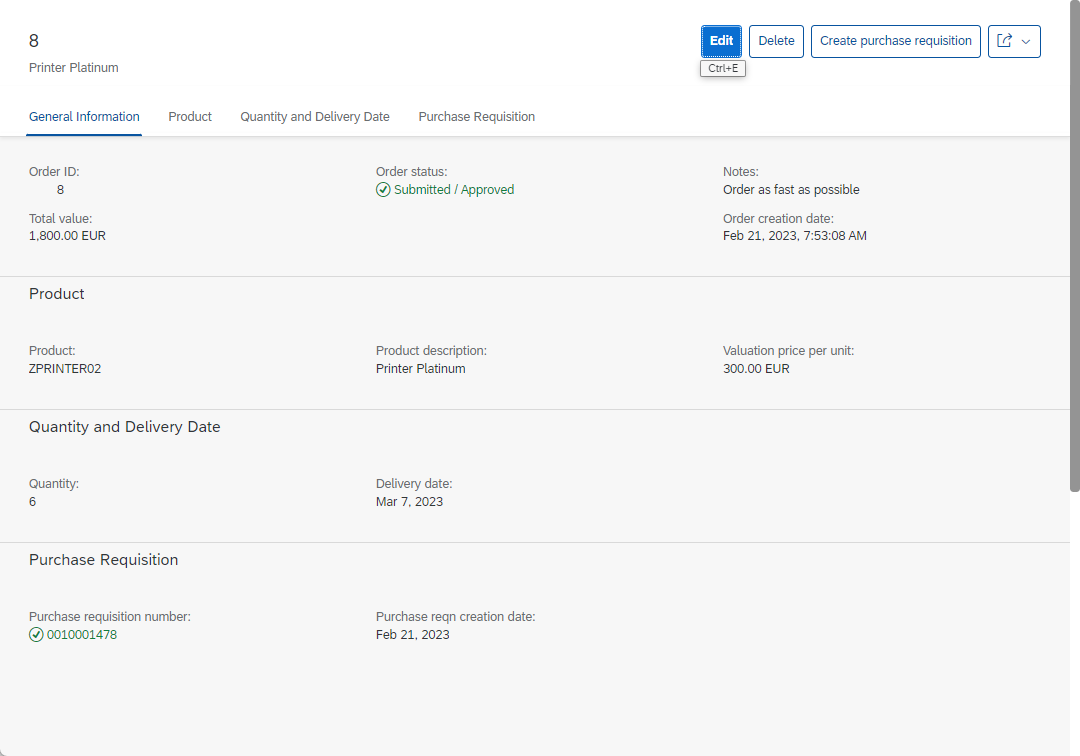 8
Edit
Delete
Create purchase requisition
Ctrl+E
Printer Platinum
General Information
Product
Quantity and Delivery Date
Purchase Requisition
Order ID:
8
Order status:
Submitted / Approved
Notes:
Order as fast as possible
Total value:
1,800.00 EUR
Order creation date:
Feb 21, 2023, 7:53:08 AM
Product
Product:
ZPRINTER02
Product description:
Printer Platinum
Valuation price per unit:
300.00 EUR
Quantity and Delivery Date
Quantity:
6
Delivery date:
Mar 7, 2023
Purchase Requisition
Purchase requisition number:
0010001478
Purchase reqn creation date:
Feb 21, 2023